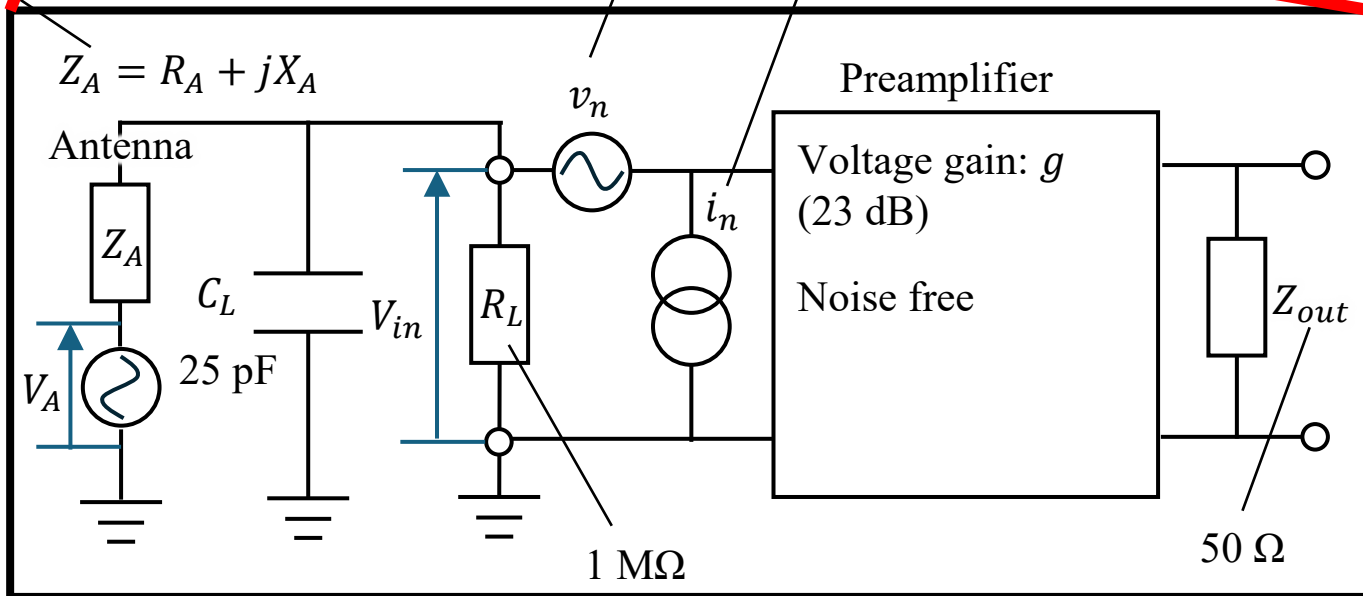 Z_A = R_A + jX_A
Antenna
Z_A
V_A
25 pF
C_L
V_in
R_L
1 MΩ
v_n
i_n
Preamplifier
Voltage gain: g
(23 dB)
Noise free
Z_out
50 Ω